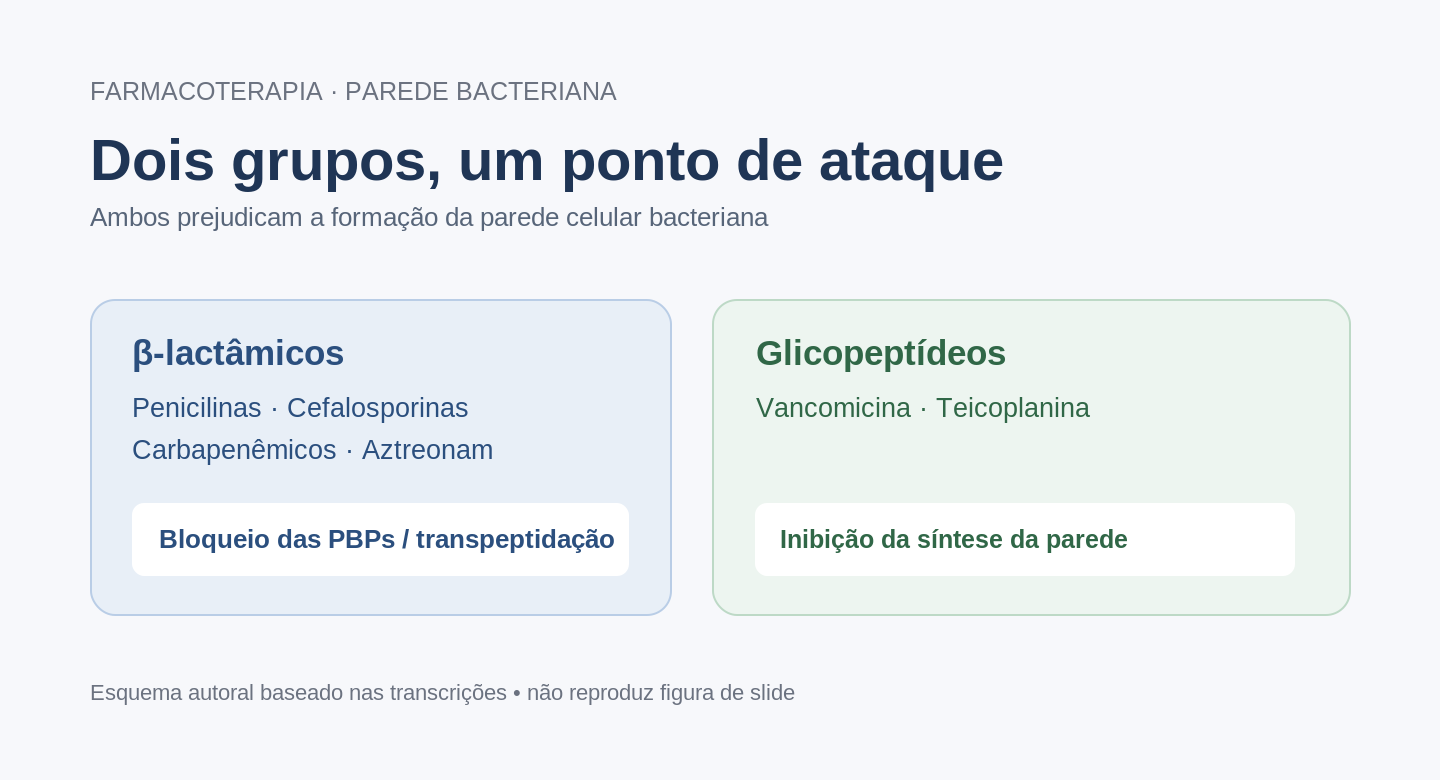 FARMACOTERAPIA · PAREDE BACTERIANA
Dois grupos, um ponto de ataque
Ambos prejudicam a formação da parede celular bacteriana
β-lactâmicos
Penicilinas · Cefalosporinas
Carbapenêmicos · Aztreonam
Bloqueio das PBPs / transpeptidação
Glicopeptídeos
Vancomicina · Teicoplanina
Inibição da síntese da parede
Esquema autoral baseado nas transcrições • não reproduz figura de slide